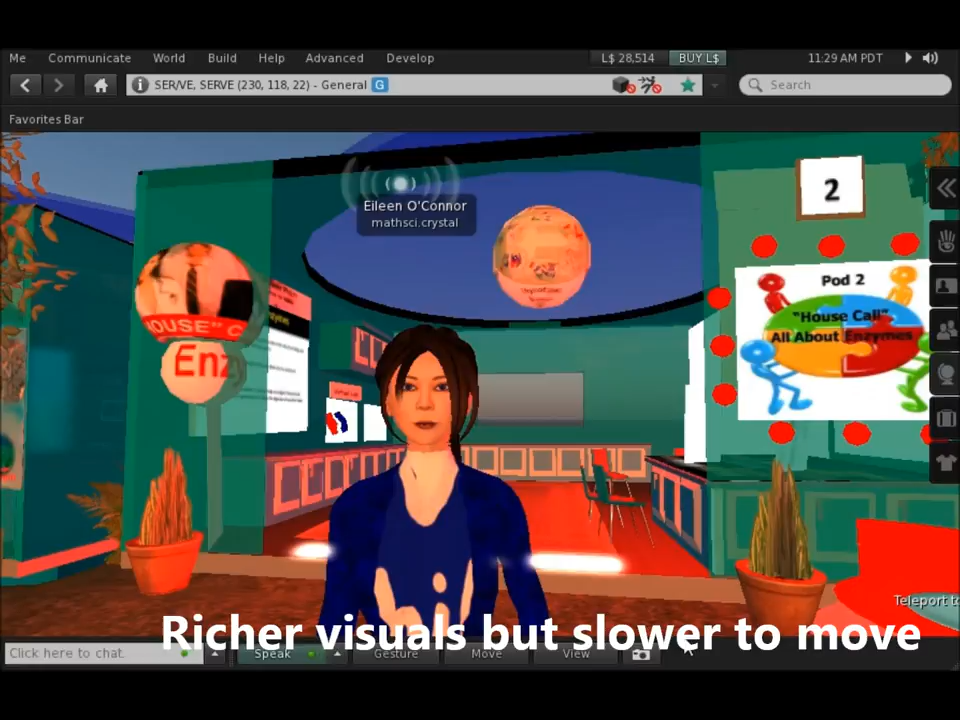 Me Communicate World Build Help Advanced Develop L$ 28,514 BUY L$ 11:29 AM PDT
SER/VE, SERVE (230, 118, 22) - General G Search
Favorites Bar
2
Eileen O'Connor
mathsci.crystal
Pod 2
"House Call"
All About Enzymes
HOUSE" C
Enz
Teleport to
Richer visuals but slower to move
Click here to chat. Speak Gesture Move View